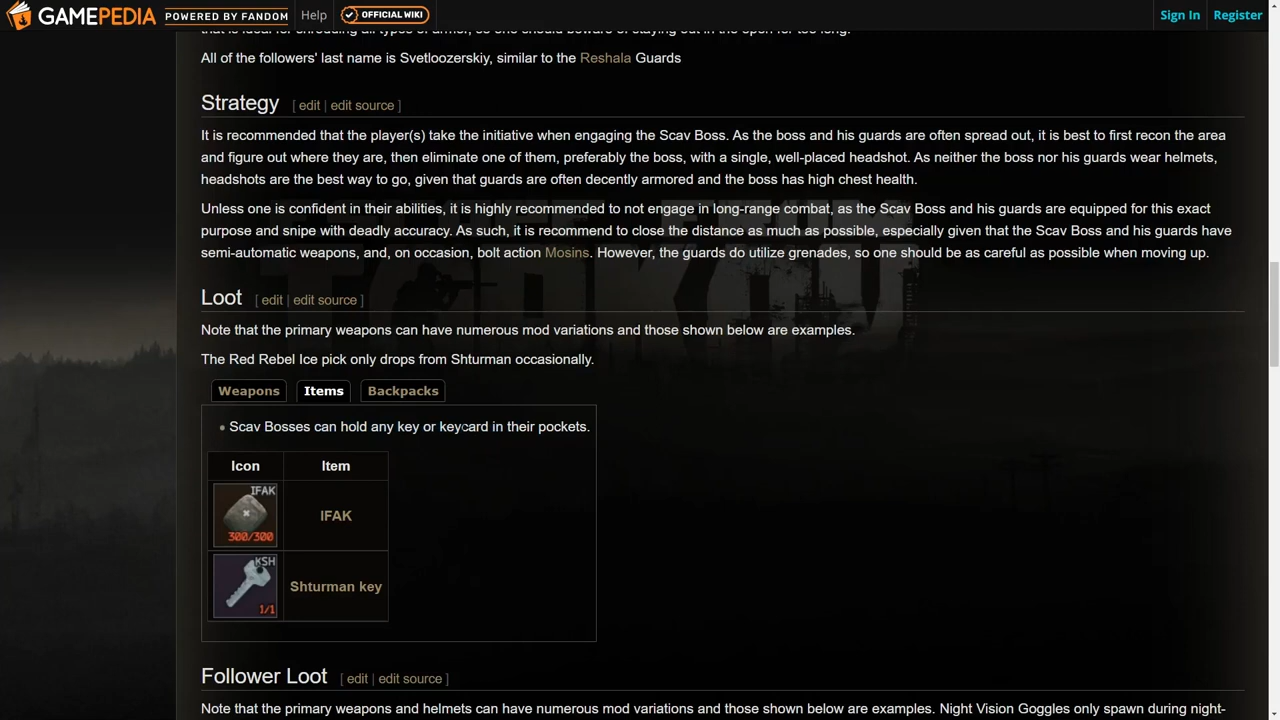 GAMEPEDIA POWERED BY FANDOM Help OFFICIAL WIKI Sign In Register
that is ideal for shredding all types of armor, so one should beware of staying out in the open for too long.
All of the followers' last name is Svetloozerskiy, similar to the Reshala Guards
Strategy [ edit | edit source ]
It is recommended that the player(s) take the initiative when engaging the Scav Boss. As the boss and his guards are often spread out, it is best to first recon the area
and figure out where they are, then eliminate one of them, preferably the boss, with a single, well-placed headshot. As neither the boss nor his guards wear helmets,
headshots are the best way to go, given that guards are often decently armored and the boss has high chest health.
Unless one is confident in their abilities, it is highly recommended to not engage in long-range combat, as the Scav Boss and his guards are equipped for this exact
purpose and snipe with deadly accuracy. As such, it is recommend to close the distance as much as possible, especially given that the Scav Boss and his guards have
semi-automatic weapons, and, on occasion, bolt action Mosins. However, the guards do utilize grenades, so one should be as careful as possible when moving up.
Loot [ edit | edit source ]
Note that the primary weapons can have numerous mod variations and those shown below are examples.
The Red Rebel Ice pick only drops from Shturman occasionally.
Weapons Items Backpacks
• Scav Bosses can hold any key or keycard in their pockets.
Icon Item
IFAK
300/300
IFAK
KSH
1/1
Shturman key
Follower Loot [ edit | edit source ]
Note that the primary weapons and helmets can have numerous mod variations and those shown below are examples. Night Vision Goggles only spawn during night-